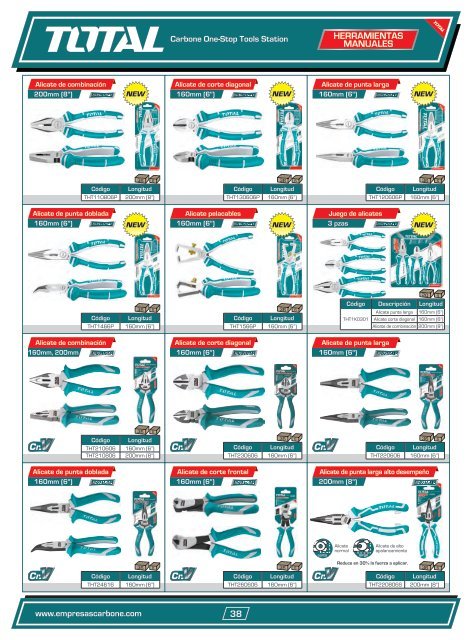 TOTAL
Carbone One-Stop Tools Station
HERRAMIENTAS
MANUALES
Alicate de combinación
200mm (8")
NEW
Código Longitud
THT110806P 200mm (8")
Alicate de corte diagonal
160mm (6")
NEW
Código Longitud
THT130606P 160mm (6")
Alicate de punta larga
160mm (6")
NEW
Código Longitud
THT120606P 160mm (6")
Alicate de punta doblada
160mm (6")
NEW
Código Longitud
THT1466P 160mm (6")
Alicate pelacables
160mm (6")
NEW
Código Longitud
THT1566P 160mm (6")
Juego de alicates
3 pzas
NEW
Código Descripción Longitud
THT1K0301
Alicate punta larga 160mm (6")
Alicate corte diagonal 160mm (6")
Alicate de combinación 200mm (8")
Alicate de combinación
160mm, 200mm
Cr.V
Código Longitud
THT210606 160mm (6")
THT210806 200mm (8")
Alicate de corte diagonal
160mm (6")
Cr.V
Código Longitud
THT230606 160mm (6")
Alicate de punta larga
160mm (6")
Cr.V
Código Longitud
THT220606 160mm (6")
Alicate de punta doblada
160mm (6")
Cr.V
Código Longitud
THT24616 160mm (6")
Alicate de corte frontal
160mm (6")
Cr.V
Código Longitud
THT260606 160mm (6")
Alicate de punta larga alto desempeño
200mm (8")
Alicate normal
Alicate de alto apalancamiento
Reduce en 30% la fuerza a aplicar.
Cr.V
Código Longitud
THT220806S 200mm (8")
www.empresascarbone.com
38